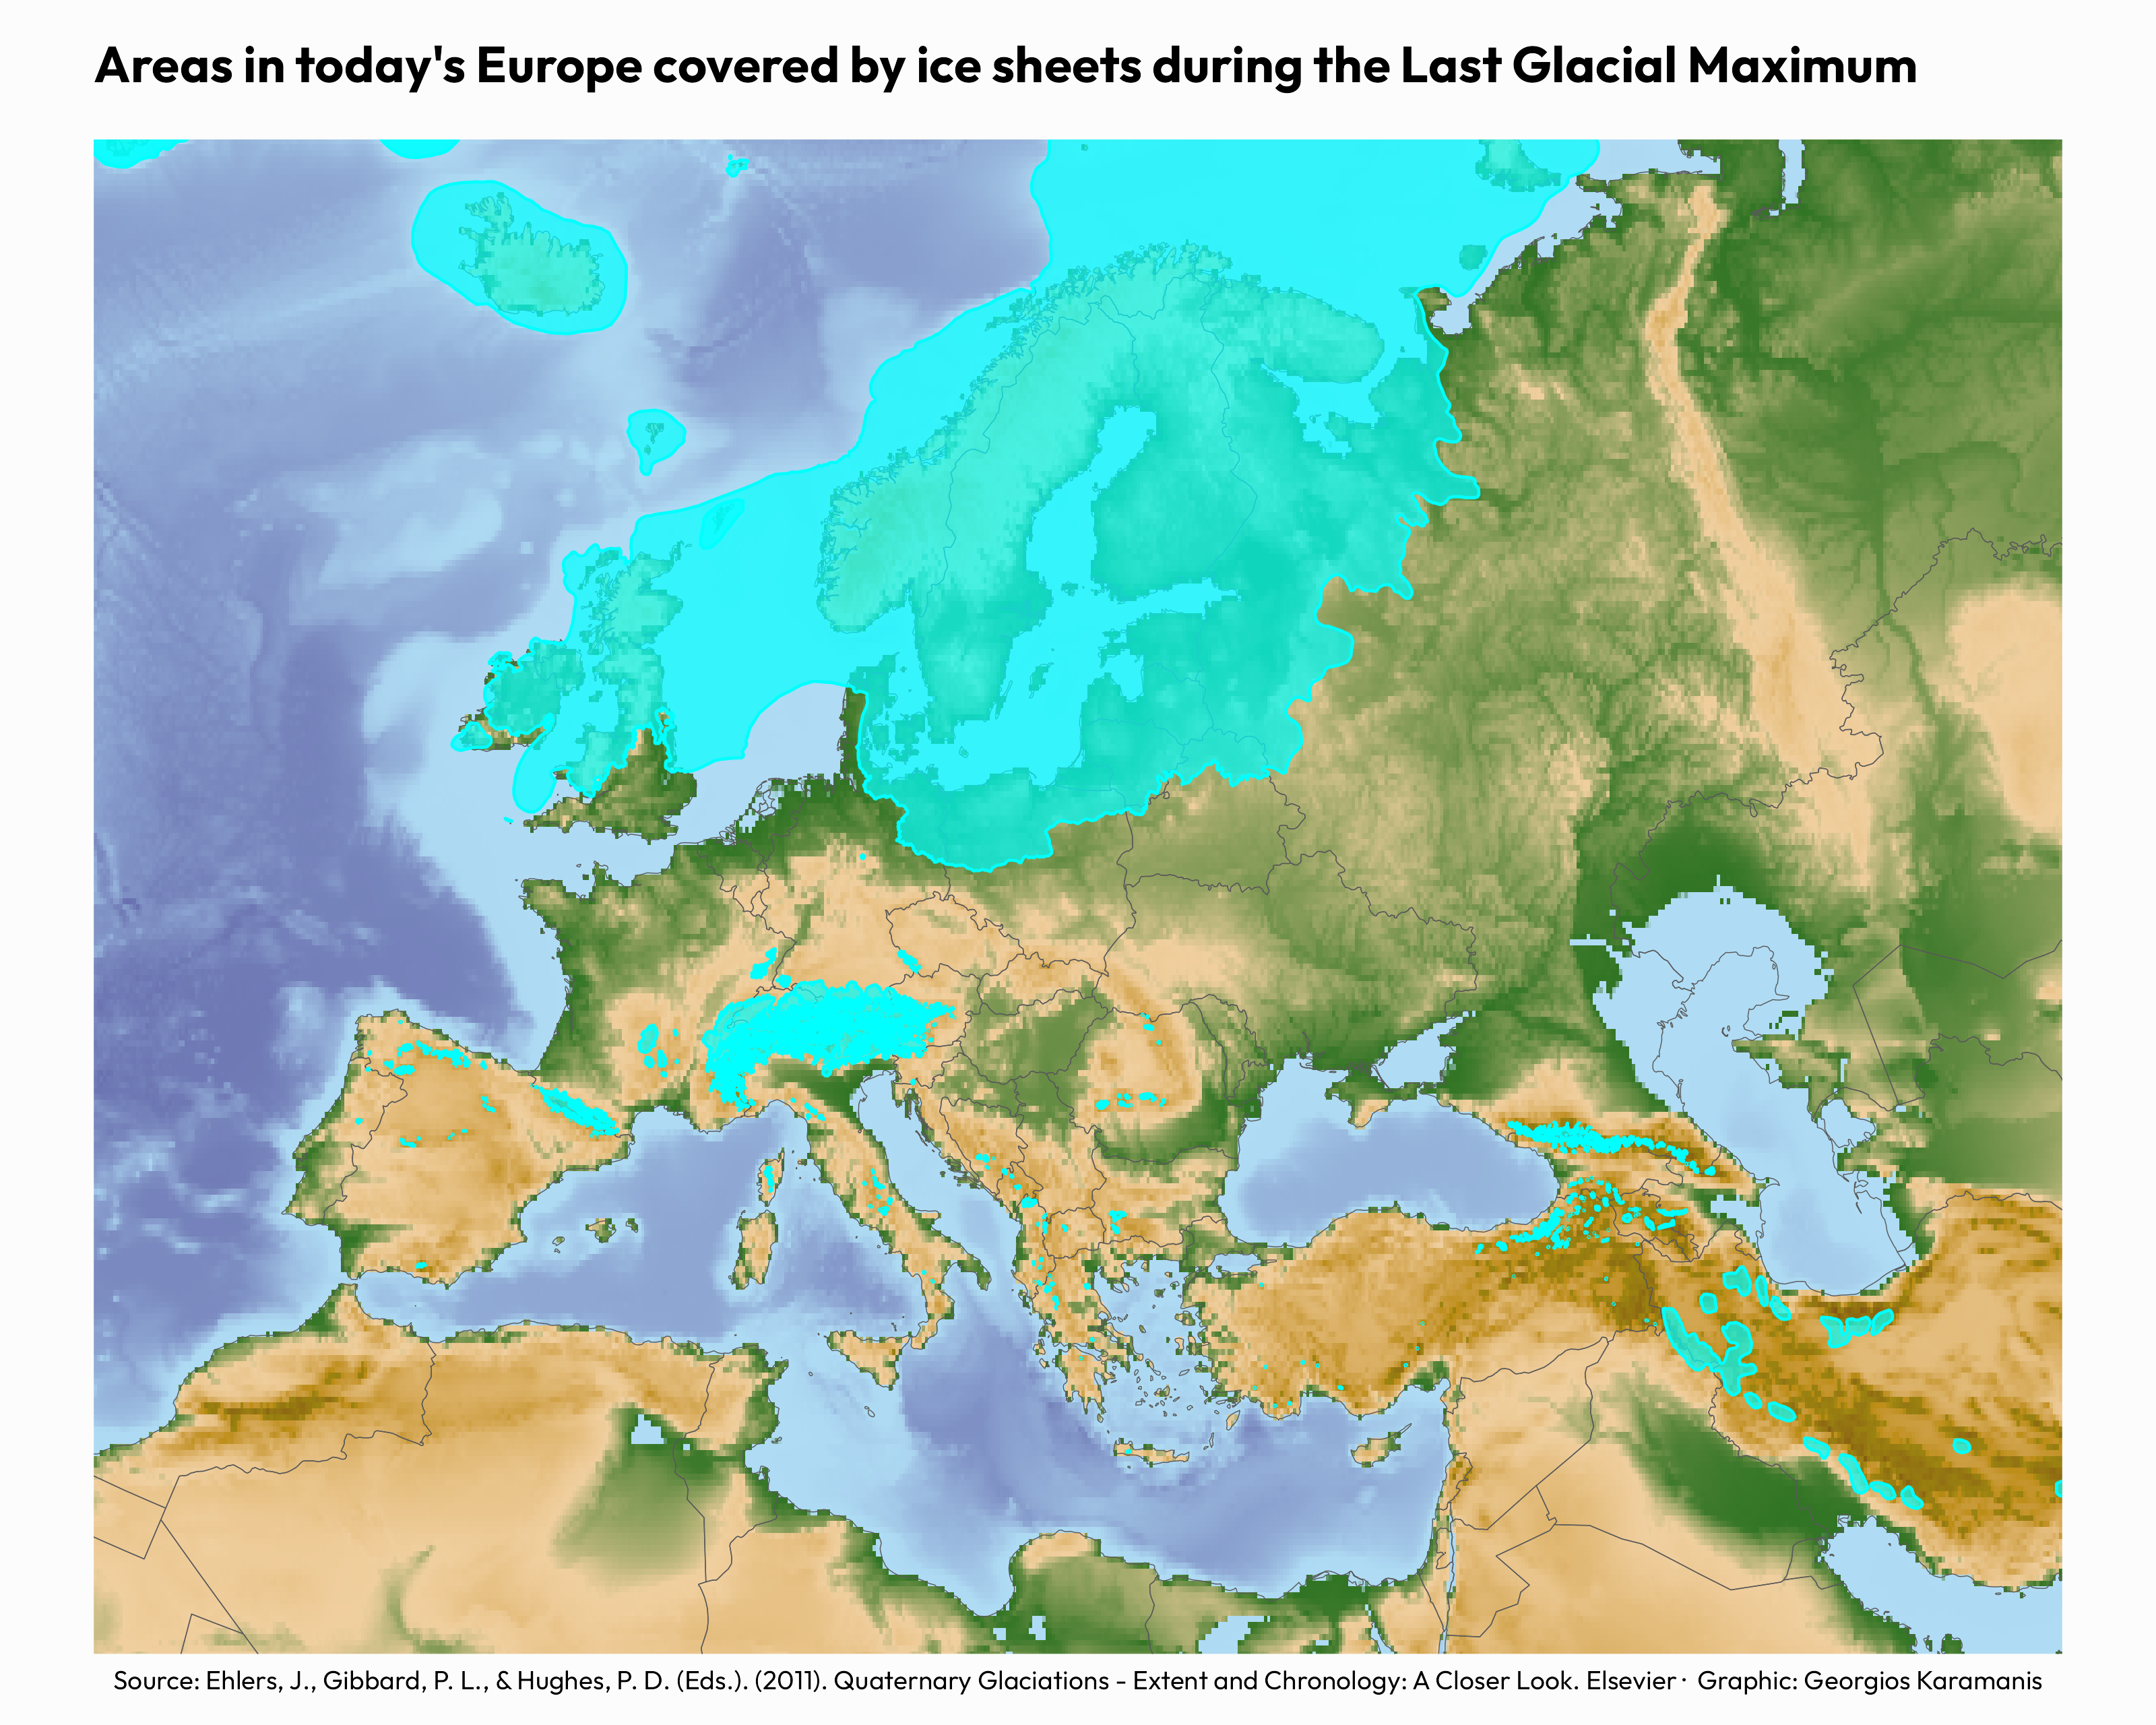 Areas in today's Europe covered by ice sheets during the Last Glacial Maximum
Source: Ehlers, J., Gibbard, P. L., & Hughes, P. D. (Eds.). (2011). Quaternary Glaciations - Extent and Chronology: A Closer Look. Elsevier · Graphic: Georgios Karamanis